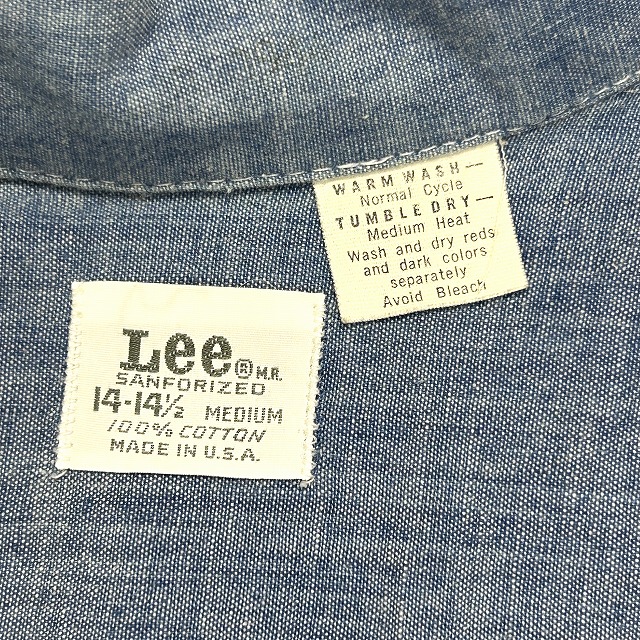 WARM WASH—
Normal Cycle
TUMBLE DRY—
Medium Heat
Wash and dry reds
and dark colors
separately
Avoid Bleach
Lee ® M.R.
SANFORIZED
14-14½ MEDIUM
100% COTTON
MADE IN U.S.A.